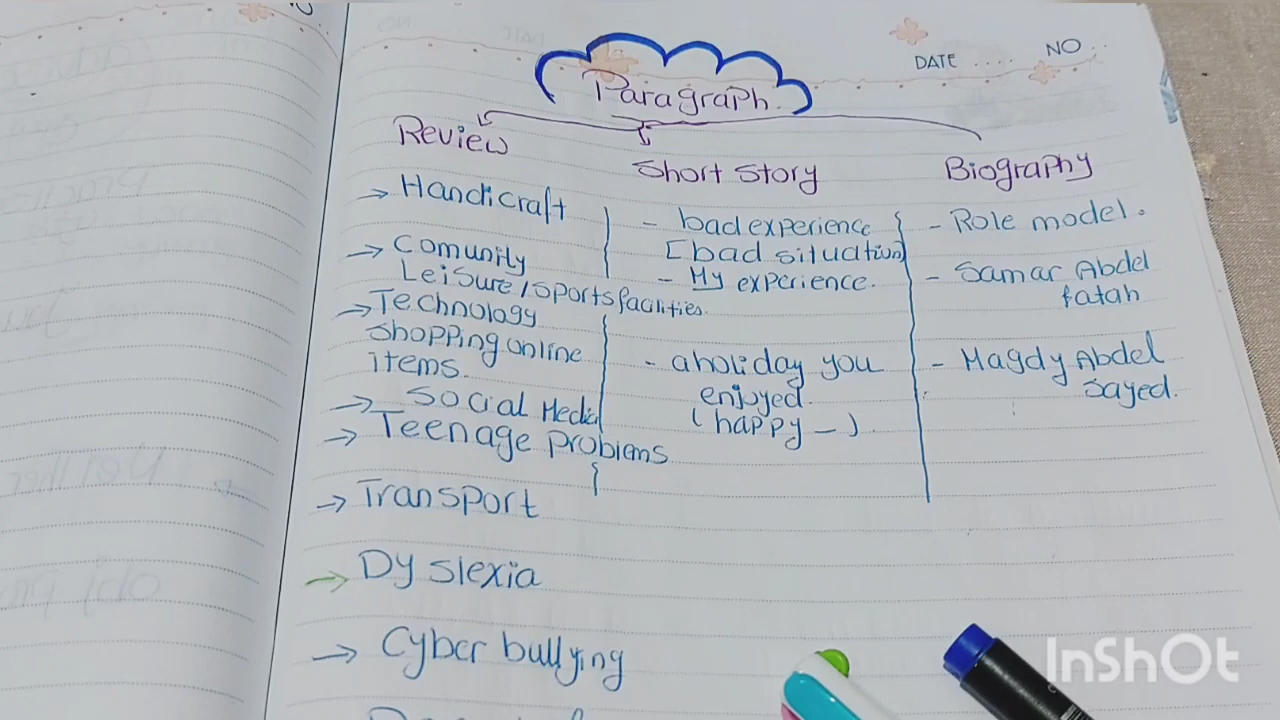 DATE .... NO ..
Paragraph.
Review
Handicraft
Comunity
Leisure / sports facilities.
Technology
shopping online
items.
Social Media
Teenage problems
Transport
Dyslexia
Cyber bullying
Short Story
- bad experience
[bad situation]
- My experience.
- a holiday you
enjoyed.
(happy -)
Biography
- Role model.
- Samar Abdel
fatah
- Magdy Abdel
Sayed.
InShOt